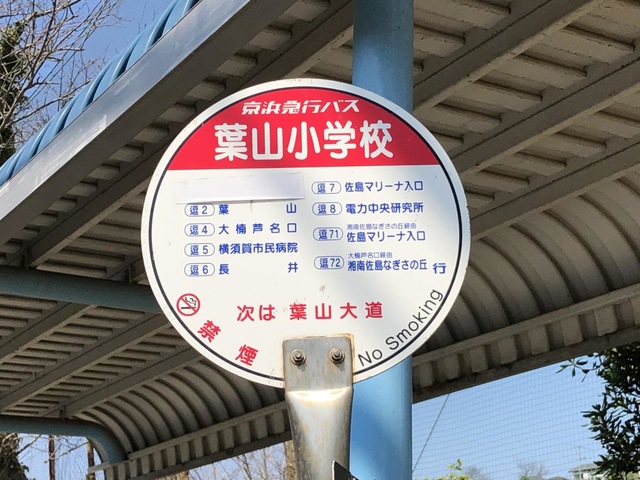 京浜急行バス
葉山小学校
逗2 葉山
逗4 大楠芦名口
逗5 横須賀市民病院
逗6 長井
逗7 佐島マリーナ入口
逗8 電力中央研究所
湘南佐島なぎさの丘経由
逗71 佐島マリーナ入口
大楠芦名口経由
逗72 湘南佐島なぎさの丘 行
次は 葉山大道
禁煙
No Smoking